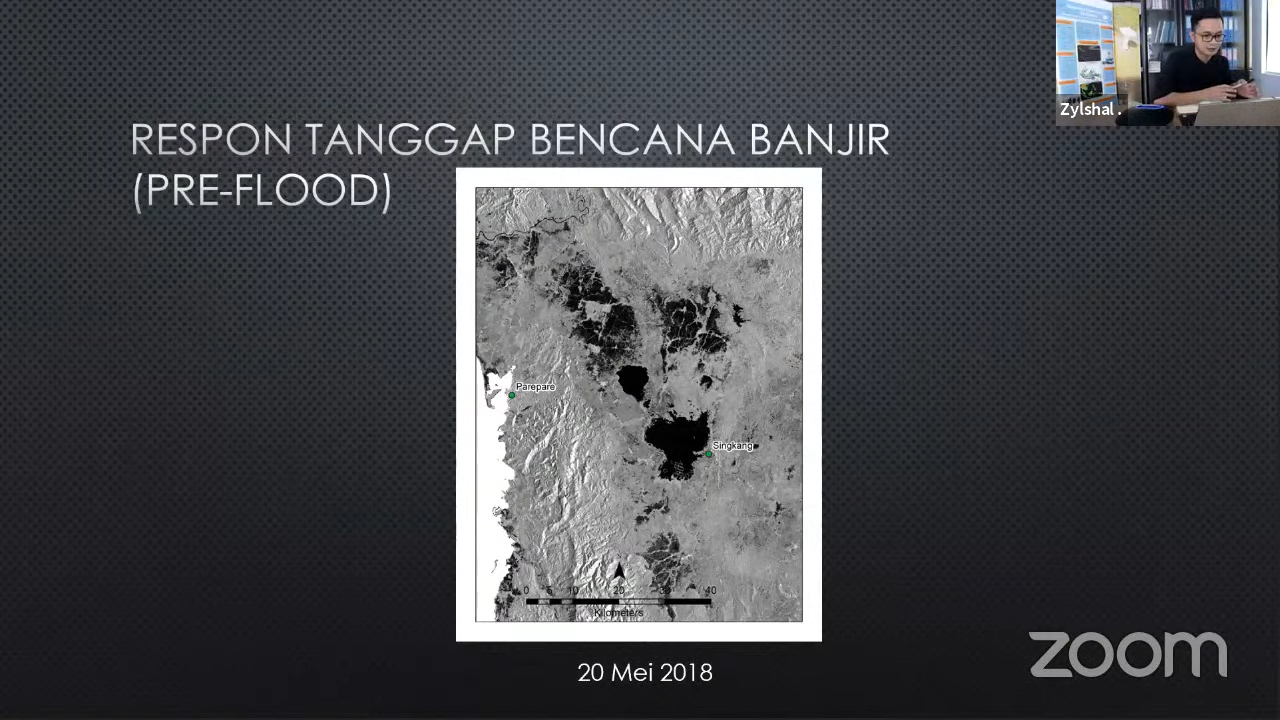 Zylshal .
RESPON TANGGAP BENCANA BANJIR
(PRE-FLOOD)
Parepare
Singkang
0 5 10 20 30 40
Kilometers
20 Mei 2018
zoom